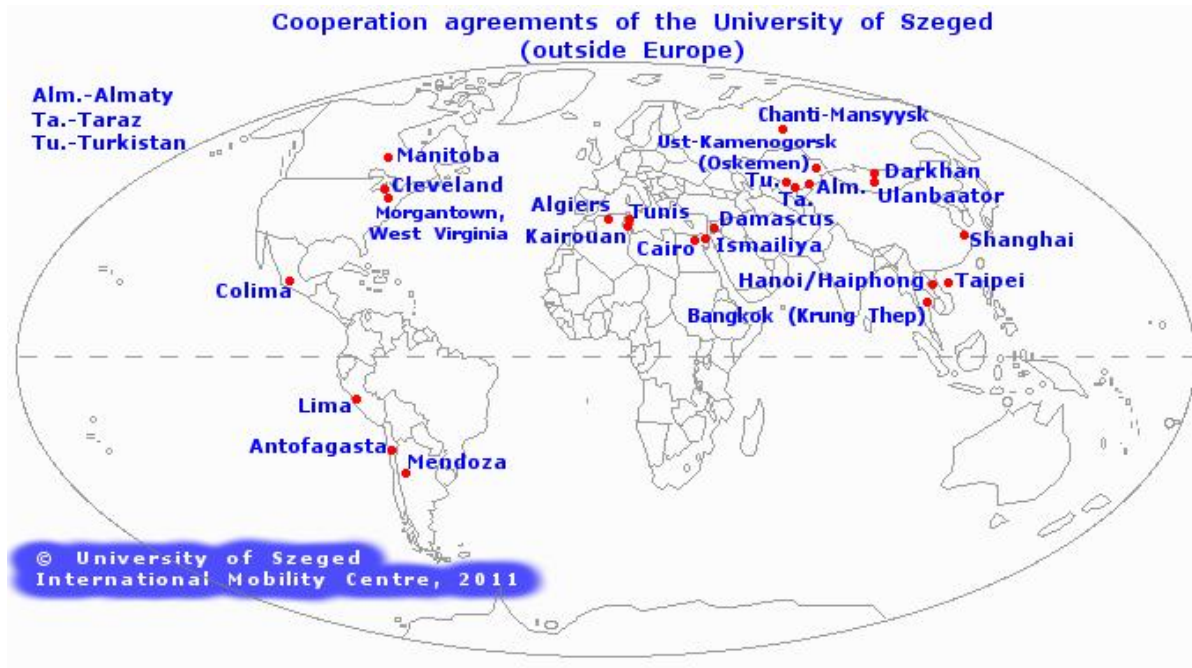 Cooperation agreements of the University of Szeged
(outside Europe)
Alm.-Almaty
Ta.-Taraz
Tu.-Turkistan
Chanti-Mansyysk
Ust-Kamenogorsk
(Oskemen)
Manitoba
Darkhan
Tu.
Alm.
Cleveland
Ta.
Ulanbaator
Morgantown,
West Virginia
Algiers
Tunis
Damascus
Kairouan
Cairo
Ismailiya
Shanghai
Colima
Hanoi/Haiphong
Taipei
Bangkok (Krung Thep)
Lima
Antofagasta
Mendoza
© University of Szeged
International Mobility Centre, 2011